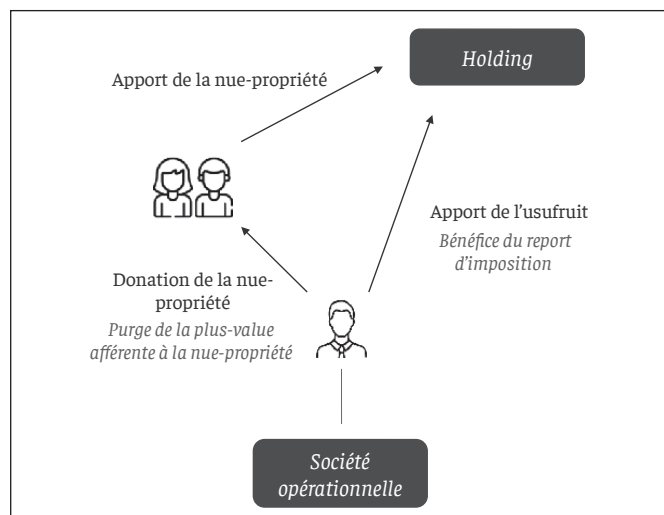 Holding
Apport de la nue-propriété
Apport de l’usufruit
Bénéfice du report
d’imposition
Donation de la nue-
propriété
Purge de la plus-value
afférente à la nue-propriété
Société
opérationnelle